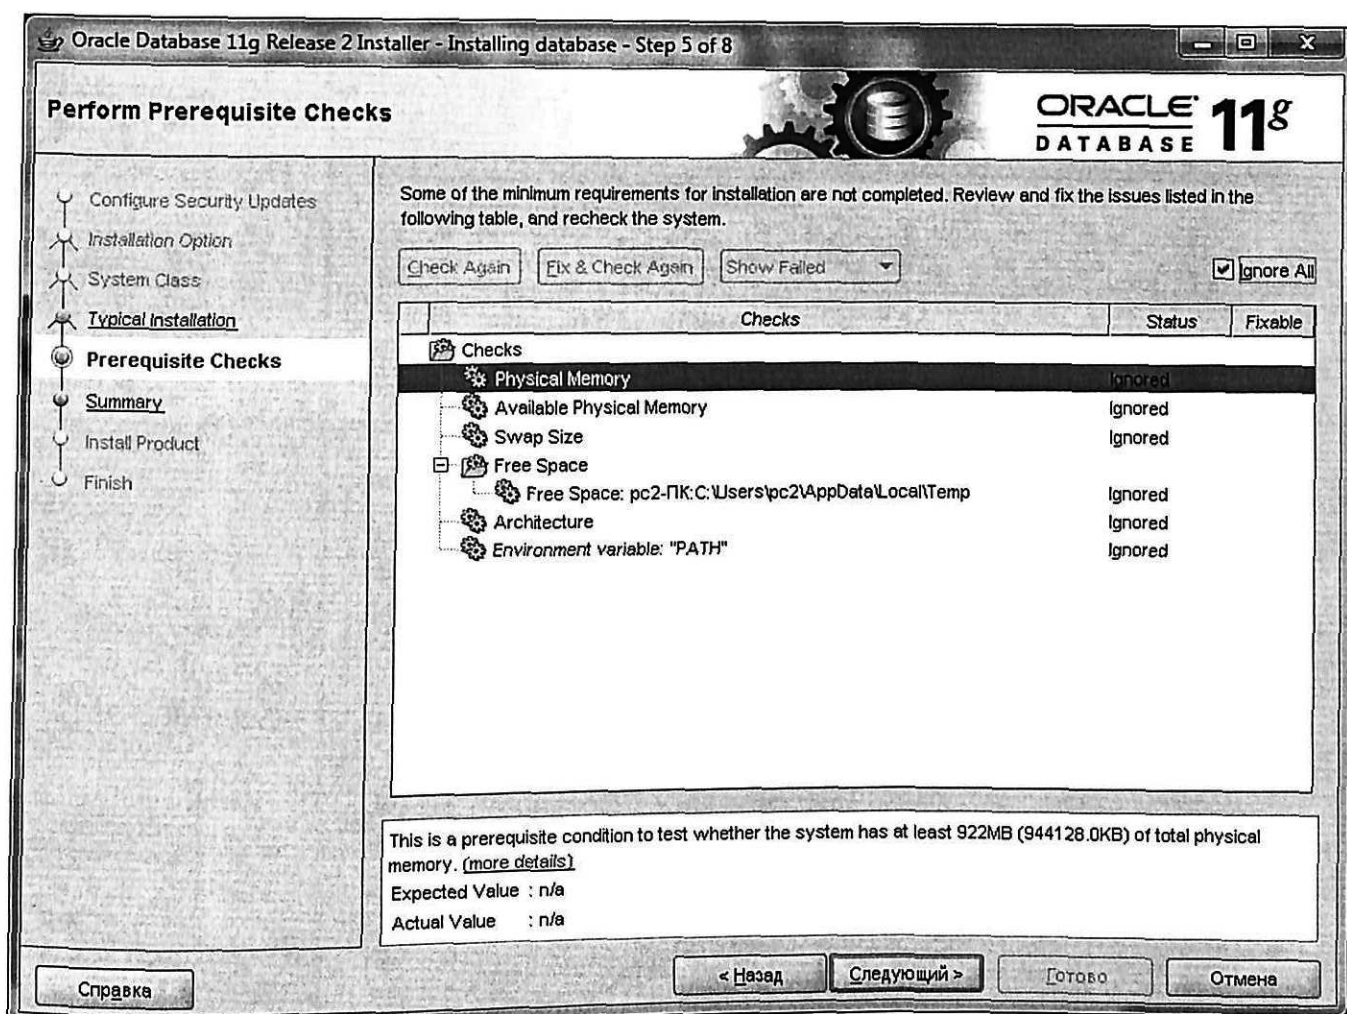 Oracle Database 11g Release 2 Installer - Installing database - Step 5 of 8
Perform Prerequisite Checks
ORACLE 11g
DATABASE
Configure Security Updates
Installation Option
System Class
Typical Installation
Prerequisite Checks
Summary
Install Product
Finish
Some of the minimum requirements for installation are not completed. Review and fix the issues listed in the
following table, and recheck the system.
Check Again Fix & Check Again Show Failed Ignore All
Checks Status Fixable
Checks
Physical Memory Ignored
Available Physical Memory Ignored
Swap Size Ignored
Free Space
Free Space: pc2-ПК:C:\Users\pc2\AppData\Local\Temp Ignored
Architecture Ignored
Environment variable: "PATH" Ignored
This is a prerequisite condition to test whether the system has at least 922MB (944128.0KB) of total physical
memory. (more details)
Expected Value : n/a
Actual Value : n/a
Справка < Назад Следующий > Готово Отмена